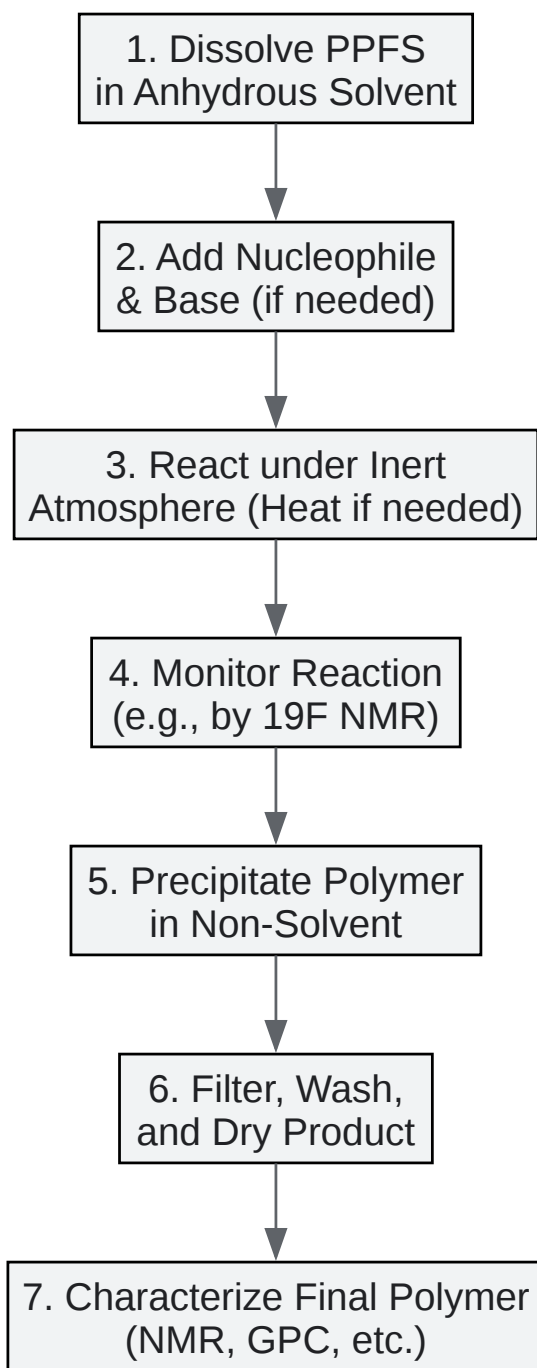 1. Dissolve PPFS
in Anhydrous Solvent
2. Add Nucleophile
& Base (if needed)
3. React under Inert
Atmosphere (Heat if needed)
4. Monitor Reaction
(e.g., by 19F NMR)
5. Precipitate Polymer
in Non-Solvent
6. Filter, Wash,
and Dry Product
7. Characterize Final Polymer
(NMR, GPC, etc.)